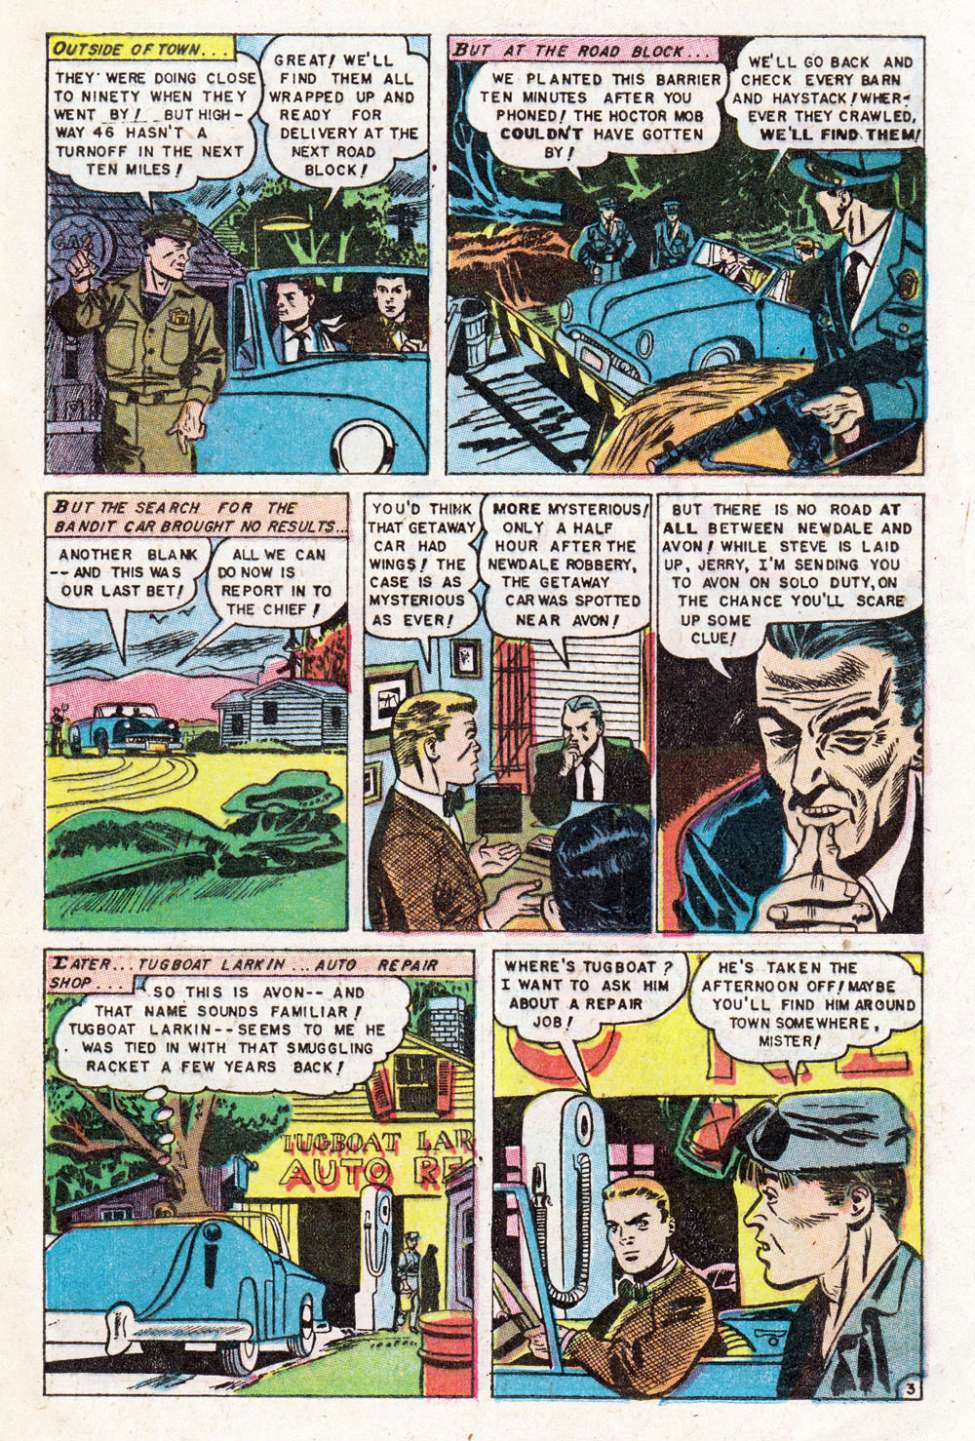 OUTSIDE OF TOWN...
THEY WERE DOING CLOSE
TO NINETY WHEN THEY
WENT BY! BUT HIGH-
WAY 46 HASN'T A
TURNOFF IN THE NEXT
TEN MILES!
GREAT! WE'LL
FIND THEM ALL
WRAPPED UP AND
READY FOR
DELIVERY AT THE
NEXT ROAD
BLOCK!
GAS
BUT AT THE ROAD BLOCK...
WE PLANTED THIS BARRIER
TEN MINUTES AFTER YOU
PHONED! THE HOCTOR MOB
COULDN'T HAVE GOTTEN
BY!
WE'LL GO BACK AND
CHECK EVERY BARN
AND HAYSTACK! WHER-
EVER THEY CRAWLED,
WE'LL FIND THEM!
BUT THE SEARCH FOR THE
BANDIT CAR BROUGHT NO RESULTS...
ANOTHER BLANK
-- AND THIS WAS
OUR LAST BET!
ALL WE CAN
DO NOW IS
REPORT IN TO
THE CHIEF!
YOU'D THINK
THAT GETAWAY
CAR HAD
WINGS! THE
CASE IS AS
MYSTERIOUS
AS EVER!
MORE MYSTERIOUS!
ONLY A HALF
HOUR AFTER THE
NEWDALE ROBBERY,
THE GETAWAY
CAR WAS SPOTTED
NEAR AVON!
BUT THERE IS NO ROAD AT
ALL BETWEEN NEWDALE AND
AVON! WHILE STEVE IS LAID
UP, JERRY, I'M SENDING YOU
TO AVON ON SOLO DUTY, ON
THE CHANCE YOU'LL SCARE
UP SOME
CLUE!
LATER... TUGBOAT LARKIN... AUTO REPAIR
SHOP....
SO THIS IS AVON-- AND
THAT NAME SOUNDS FAMILIAR!
TUGBOAT LARKIN-- SEEMS TO ME HE
WAS TIED IN WITH THAT SMUGGLING
RACKET A FEW YEARS BACK!
TUGBOAT LAR
AUTO RE
WHERE'S TUGBOAT?
I WANT TO ASK HIM
ABOUT A REPAIR
JOB!
HE'S TAKEN THE
AFTERNOON OFF! MAYBE
YOU'LL FIND HIM AROUND
TOWN SOMEWHERE,
MISTER!
3